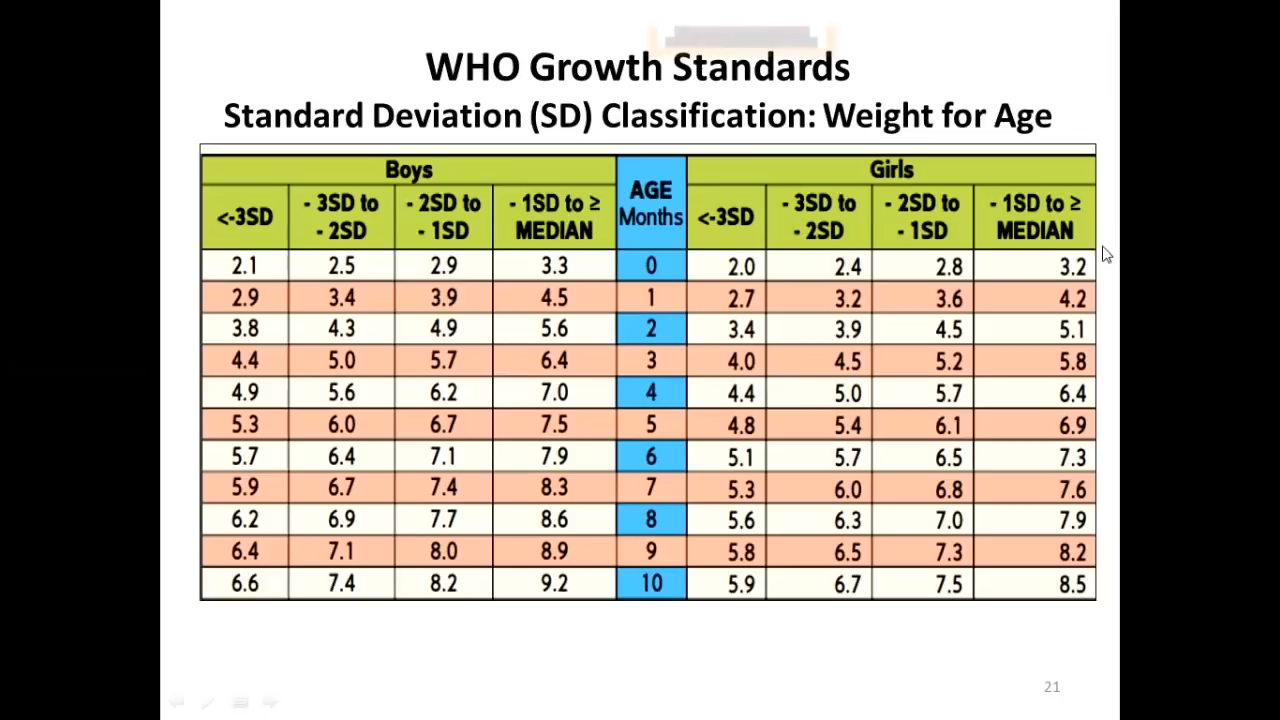 WHO Growth Standards
Standard Deviation (SD) Classification: Weight for Age
Boys AGE Months Girls
<-3SD - 3SD to - 2SD - 2SD to - 1SD - 1SD to ≥ MEDIAN <-3SD - 3SD to - 2SD - 2SD to - 1SD - 1SD to ≥ MEDIAN
2.1 2.5 2.9 3.3 0 2.0 2.4 2.8 3.2
2.9 3.4 3.9 4.5 1 2.7 3.2 3.6 4.2
3.8 4.3 4.9 5.6 2 3.4 3.9 4.5 5.1
4.4 5.0 5.7 6.4 3 4.0 4.5 5.2 5.8
4.9 5.6 6.2 7.0 4 4.4 5.0 5.7 6.4
5.3 6.0 6.7 7.5 5 4.8 5.4 6.1 6.9
5.7 6.4 7.1 7.9 6 5.1 5.7 6.5 7.3
5.9 6.7 7.4 8.3 7 5.3 6.0 6.8 7.6
6.2 6.9 7.7 8.6 8 5.6 6.3 7.0 7.9
6.4 7.1 8.0 8.9 9 5.8 6.5 7.3 8.2
6.6 7.4 8.2 9.2 10 5.9 6.7 7.5 8.5
21